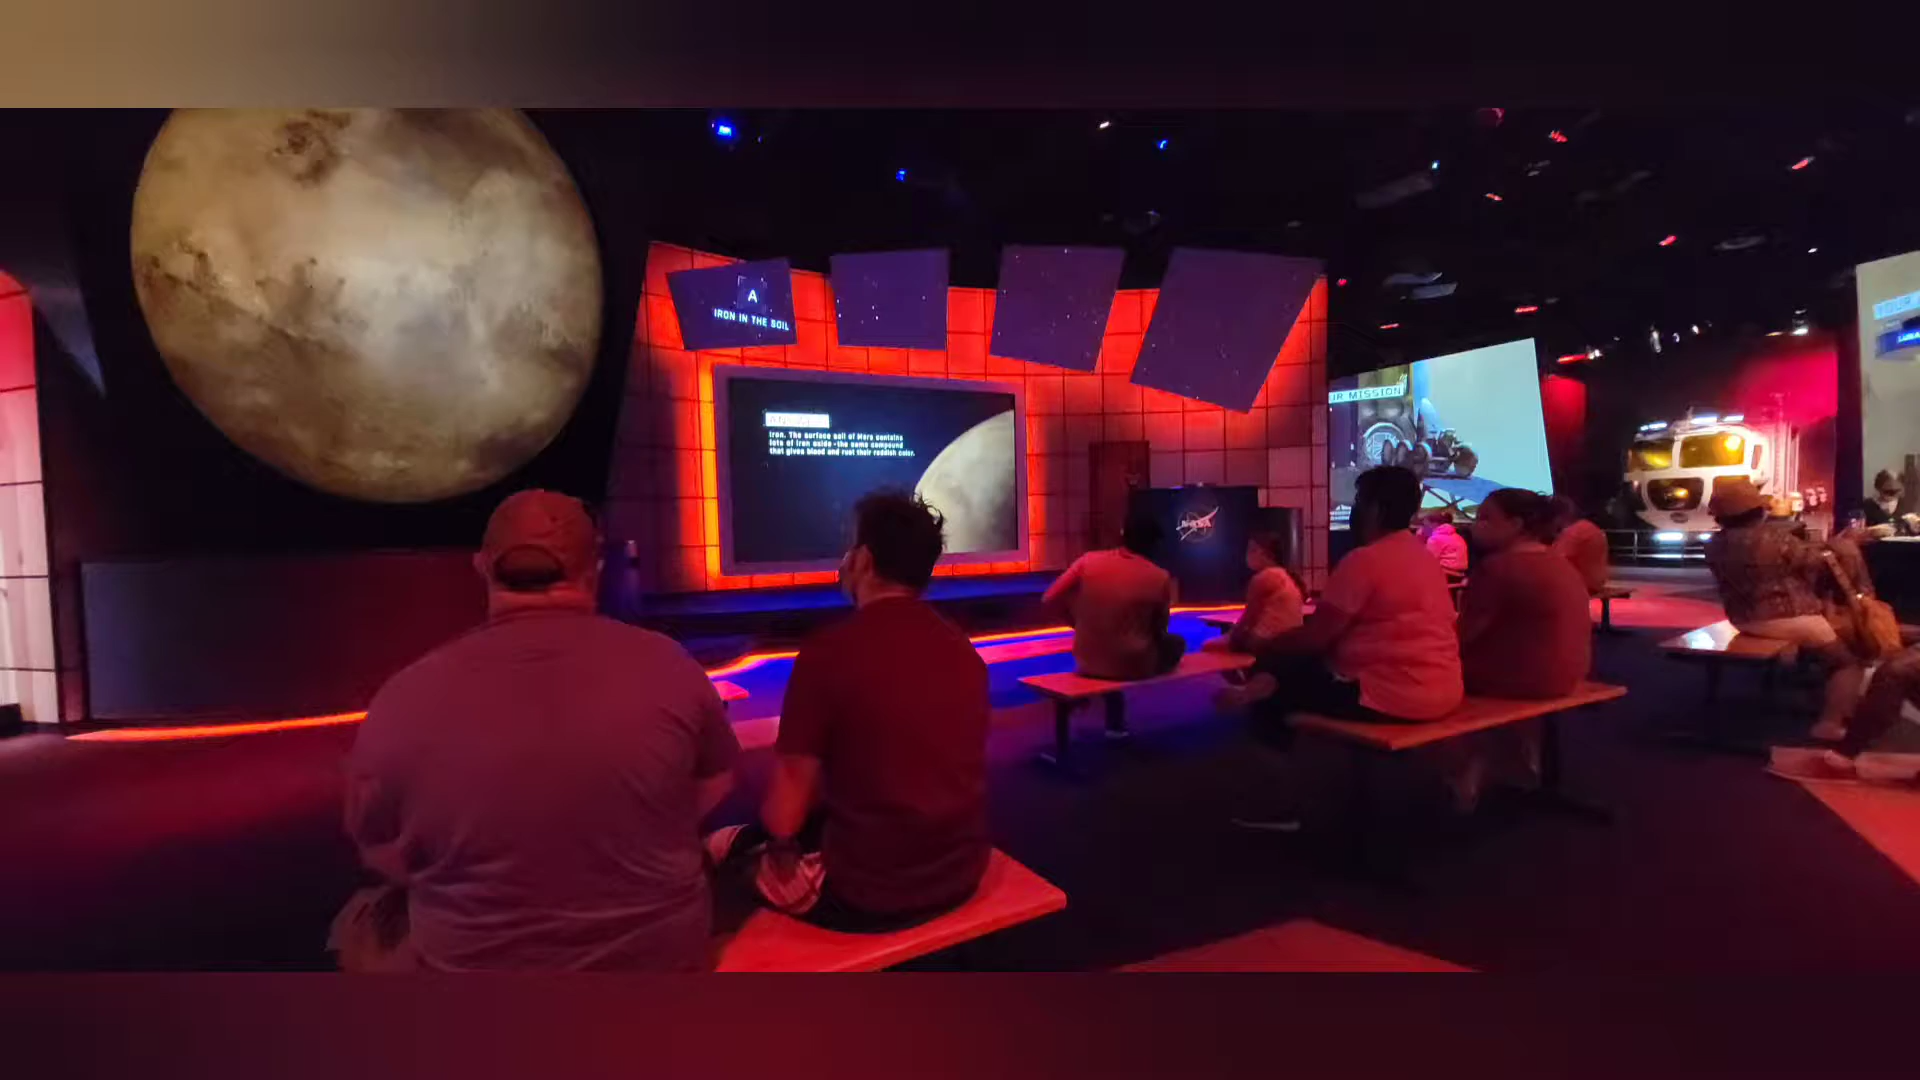 A
IRON IN THE SOIL
Iron. The surface soil of Mars contains
lots of iron oxide - the same compound
that gives blood and rust their reddish color.
UR MISSION
NASA